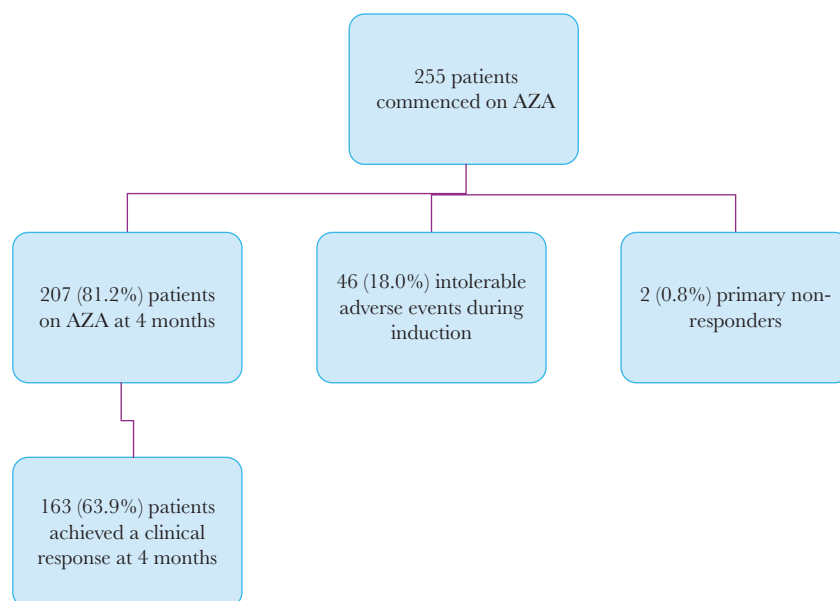 255 patients
commenced on AZA
207 (81.2%) patients
on AZA at 4 months
46 (18.0%) intolerable
adverse events during
induction
2 (0.8%) primary non-
responders
163 (63.9%) patients
achieved a clinical
response at 4 months